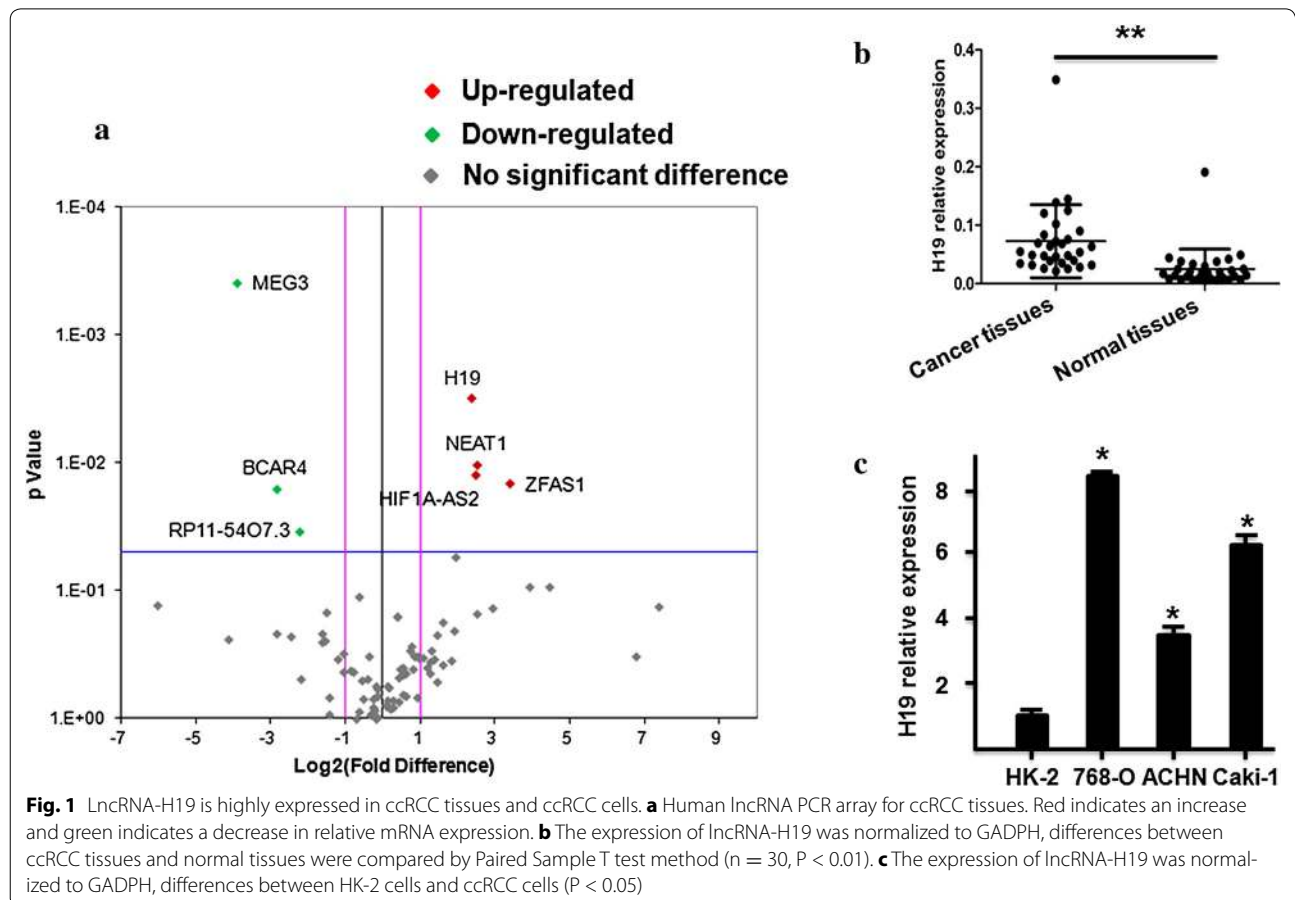 a
Up-regulated
Down-regulated
No significant difference
1.E-04
1.E-03
1.E-02
1.E-01
1.E+00
p Value
MEG3
H19
NEAT1
BCAR4
HIF1A-AS2
ZFAS1
RP11-54O7.3
-7 -5 -3 -1 1 3 5 7 9
Log2(Fold Difference)
b
**
H19 relative expression
0.4
0.3
0.2
0.1
0.0
Cancer tissues
Normal tissues
c
H19 relative expression
8
6
4
2
* * *
HK-2 768-O ACHN Caki-1
Fig. 1 LncRNA-H19 is highly expressed in ccRCC tissues and ccRCC cells. a Human lncRNA PCR array for ccRCC tissues. Red indicates an increase
and green indicates a decrease in relative mRNA expression. b The expression of lncRNA-H19 was normalized to GADPH, differences between
ccRCC tissues and normal tissues were compared by Paired Sample T test method (n = 30, P < 0.01). c The expression of lncRNA-H19 was normal-
ized to GADPH, differences between HK-2 cells and ccRCC cells (P < 0.05)